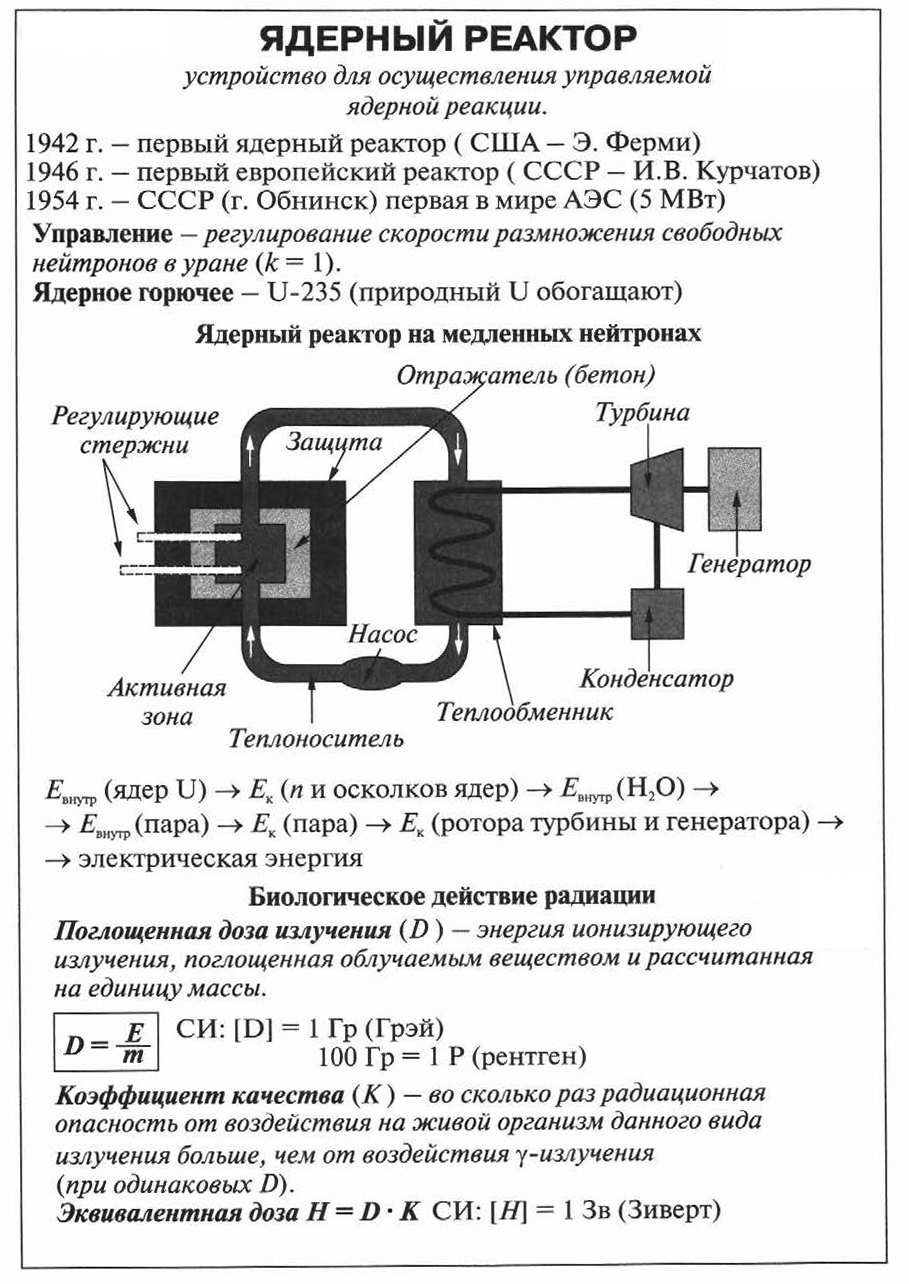 ЯДЕРНЫЙ РЕАКТОР
устройство для осуществления управляемой
ядерной реакции.
1942 г. – первый ядерный реактор ( США – Э. Ферми)
1946 г. – первый европейский реактор ( СССР – И.В. Курчатов)
1954 г. – СССР (г. Обнинск) первая в мире АЭС (5 МВт)
Управление – регулирование скорости размножения свободных
нейтронов в уране (k = 1).
Ядерное горючее – U-235 (природный U обогащают)
Ядерный реактор на медленных нейтронах
Отражатель (бетон)
Регулирующие
стержни
Защита
Турбина
Генератор
Насос
Активная
зона
Теплоноситель
Теплообменник
Конденсатор
Eвнутр (ядер U) → Eк (n и осколков ядер) → Eвнутр (H₂O) →
→ Eвнутр (пара) → Eк (пара) → Eк (ротора турбины и генератора) →
→ электрическая энергия
Биологическое действие радиации
Поглощенная доза излучения (D ) – энергия ионизирующего
излучения, поглощенная облучаемым веществом и рассчитанная
на единицу массы.
D = E/m
СИ: [D] = 1 Гр (Грэй)
100 Гр = 1 Р (рентген)
Коэффициент качества (K ) – во сколько раз радиационная
опасность от воздействия на живой организм данного вида
излучения больше, чем от воздействия γ-излучения
(при одинаковых D).
Эквивалентная доза H = D · K СИ: [H] = 1 Зв (Зиверт)